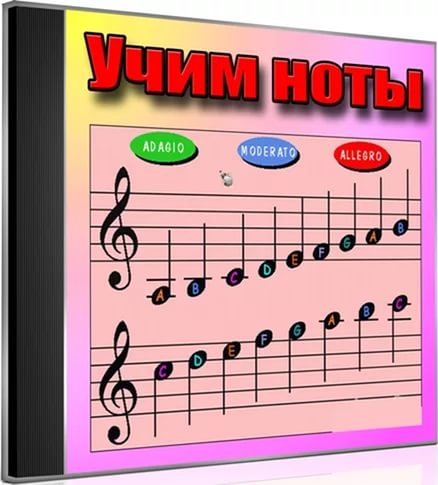 Учим ноты
ADAGIO MODERATO ALLEGRO
A B C D E F G A B
C D E F G A B C